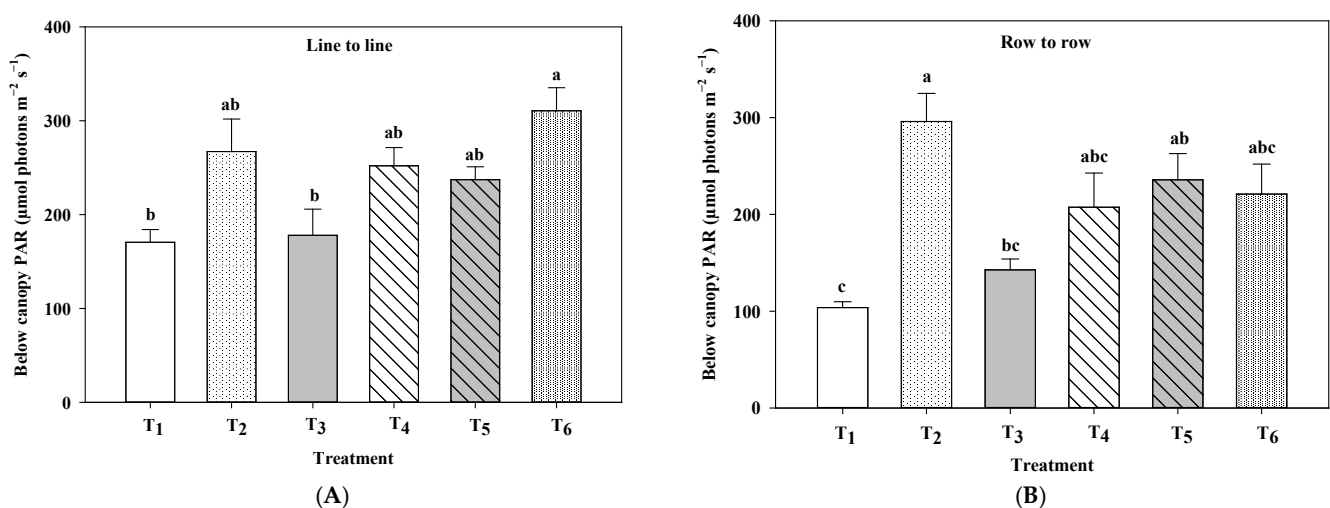 Line to line
Below canopy PAR (µmol photons m⁻² s⁻¹)
400
300
200
100
0
b
ab
b
ab
ab
a
T₁
T₂
T₃
T₄
T₅
T₆
Treatment
(A)
Row to row
Below canopy PAR (µmol photons m⁻² s⁻¹)
400
300
200
100
0
c
a
bc
abc
ab
abc
T₁
T₂
T₃
T₄
T₅
T₆
Treatment
(B)